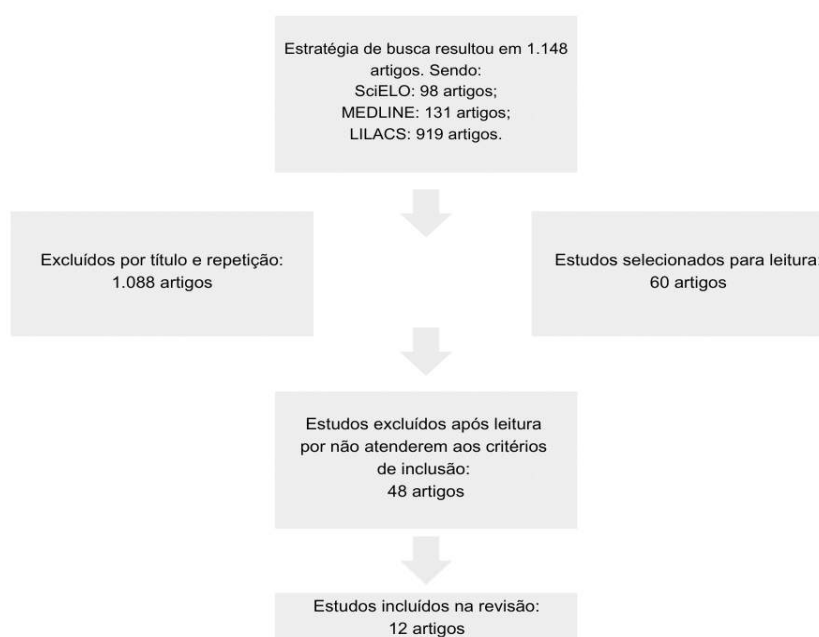 Estratégia de busca resultou em 1.148
artigos. Sendo:
SciELO: 98 artigos;
MEDLINE: 131 artigos;
LILACS: 919 artigos.
Excluídos por título e repetição:
1.088 artigos
Estudos selecionados para leitura:
60 artigos
Estudos excluídos após leitura
por não atenderem aos critérios
de inclusão:
48 artigos
Estudos incluídos na revisão:
12 artigos